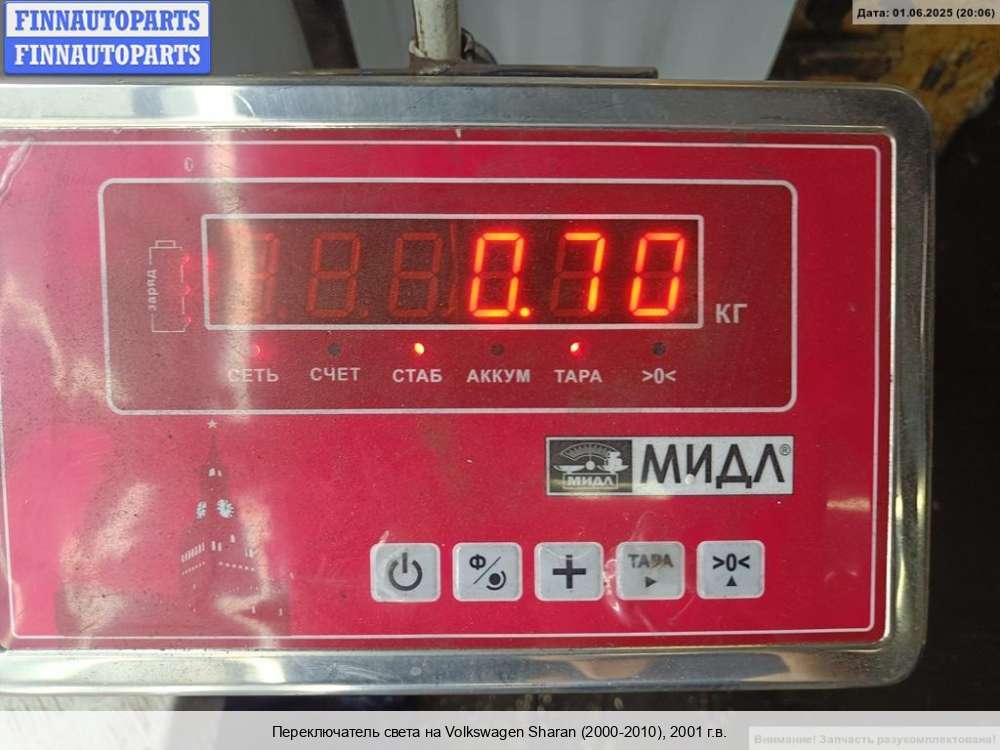 FINNAUTOPARTS
FINNAUTOPARTS
Дата: 01.06.2025 (20:06)
заряд
0.70
КГ
СЕТЬ СЧЕТ СТАБ АККУМ ТАРА >0<
МИДЛ
МИДЛ®
Ф/
ТАРА
>0<
Переключатель света на Volkswagen Sharan (2000-2010), 2001 г.в.
Внимание! Запчасть разукомплектована!